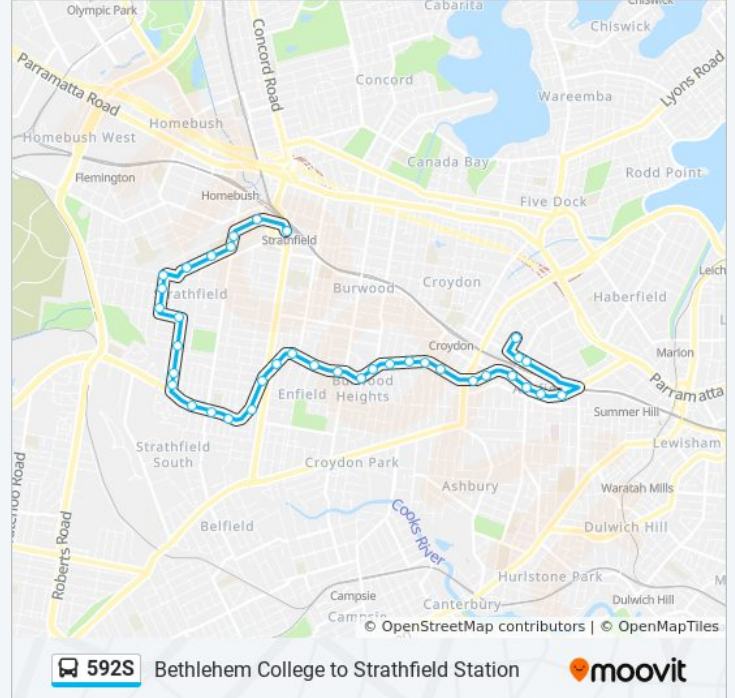 Cabarita
Chiswick
Olympic Park
Chiswick
Concord Road
Parramatta Road
Concord
Lyons Road
Wareemba
Homebush
Homebush West
Canada Bay
Flemington
Rodd Point
Homebush
Five Dock
Strathfield
Leich
Croydon
Burwood
Haberfield
Strathfield
Croydon
Marion
Parramatta
Burwood
Heights
Enfield
Summer Hill
Lewisham
Strathfield
South
Croydon Park
Ashbury
Waratah Mills
Roberts Road
Cooks River
Belfield
Dulwich Hill
Hurlstone Park
Campsie
Canterbury
Dulwich Hill
Campsie
© OpenStreetMap contributors | © OpenMapTiles
592S
Bethlehem College to Strathfield Station
moovit